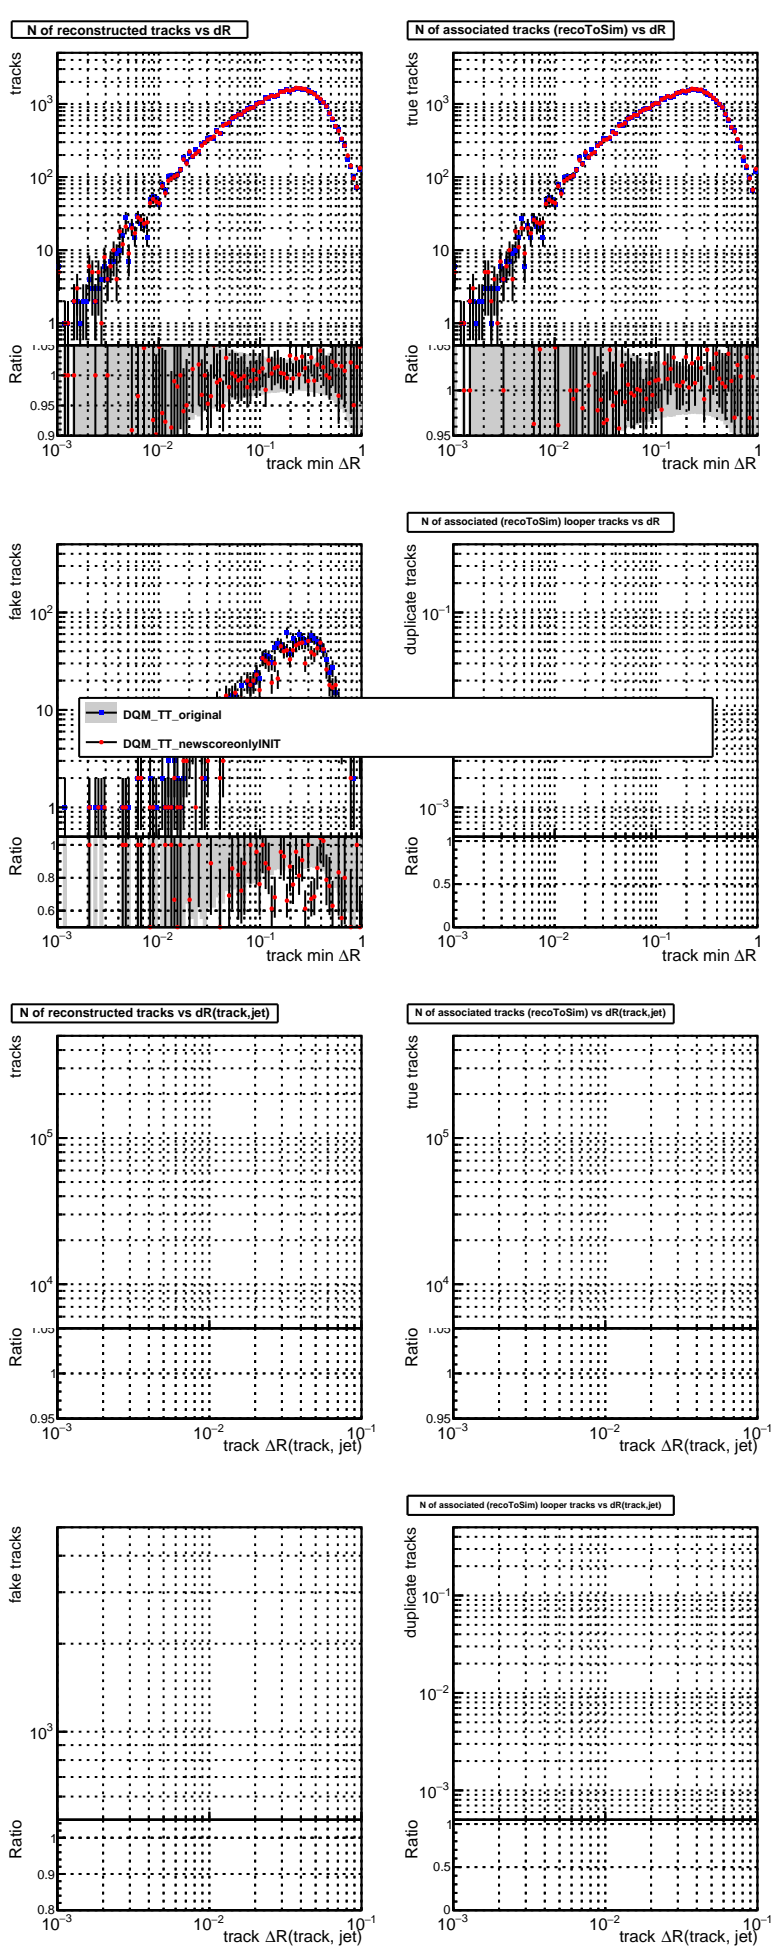 N of reconstructed tracks vs dR
tracks
10³
10²
10
1
Ratio
1.05
1
0.95
0.9
10⁻³ 10⁻² 10⁻¹ 1
track min ΔR
N of associated tracks (recoToSim) vs dR
true tracks
10³
10²
10
1
Ratio
1.05
1
0.95
10⁻³ 10⁻² 10⁻¹ 1
track min ΔR
fake tracks
10²
10
1
Ratio
1
0.8
0.6
10⁻³ 10⁻² 10⁻¹ 1
track min ΔR
N of associated (recoToSim) looper tracks vs dR
duplicate tracks
10⁻¹
10⁻³
Ratio
1
0.5
0
10⁻³ 10⁻² 10⁻¹ 1
track min ΔR
DQM_TT_original
DQM_TT_newscoreonlyINIT
N of reconstructed tracks vs dR(track,jet)
tracks
10⁵
10⁴
Ratio
1.05
1
0.95
10⁻³ 10⁻² 10⁻¹
track ΔR(track, jet)
N of associated tracks (recoToSim) vs dR(track,jet)
true tracks
10⁵
10⁴
Ratio
1.05
1
0.95
10⁻³ 10⁻² 10⁻¹
track ΔR(track, jet)
fake tracks
10³
Ratio
1
0.9
0.8
10⁻³ 10⁻² 10⁻¹
track ΔR(track, jet)
N of associated (recoToSim) looper tracks vs dR(track,jet)
duplicate tracks
10⁻¹
10⁻²
10⁻³
Ratio
1
0.5
0
10⁻³ 10⁻² 10⁻¹
track ΔR(track, jet)